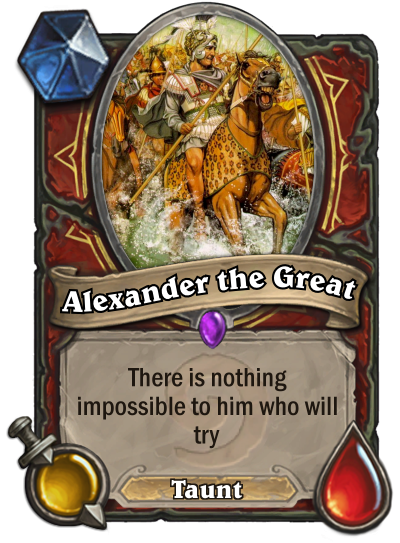 Alexander the Great
There is nothing
impossible to him who will
try
Taunt